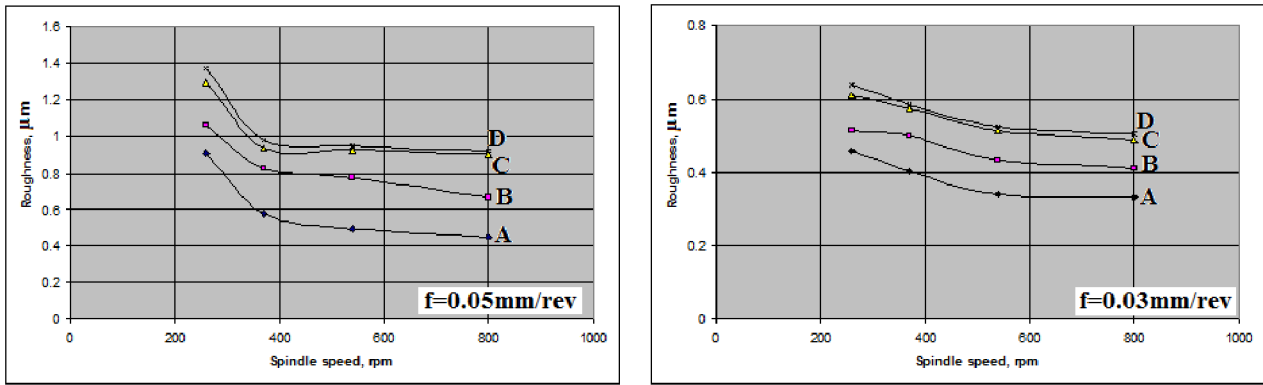 1.6
1.4
1.2
1
0.8
0.6
0.4
0.2
0
Roughness, μm
D
C
B
A
f=0.05mm/rev
0 200 400 600 800 1000
Spindle speed, rpm
0.8
0.6
0.4
0.2
0
Roughness, μm
D
C
B
A
f=0.03mm/rev
0 200 400 600 800 1000
Spindle speed, rpm